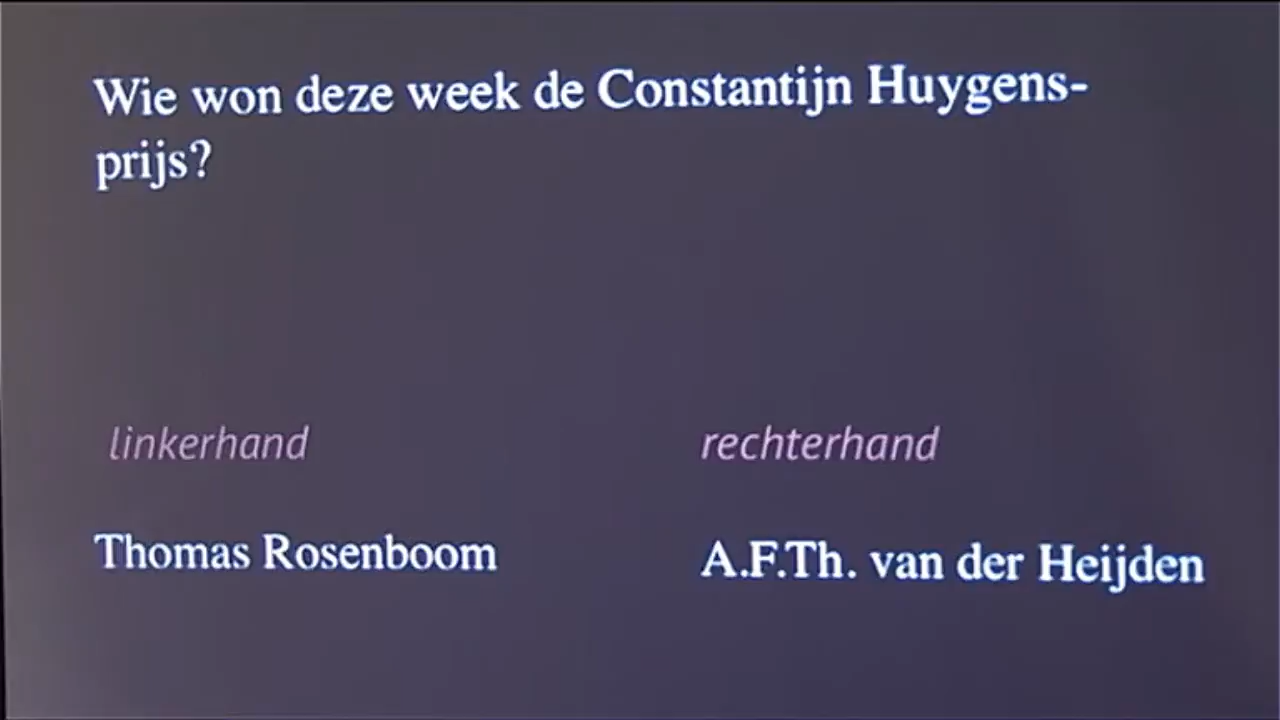 Wie won deze week de Constantijn Huygens-
prijs?
linkerhand
rechterhand
Thomas Rosenboom
A.F.Th. van der Heijden